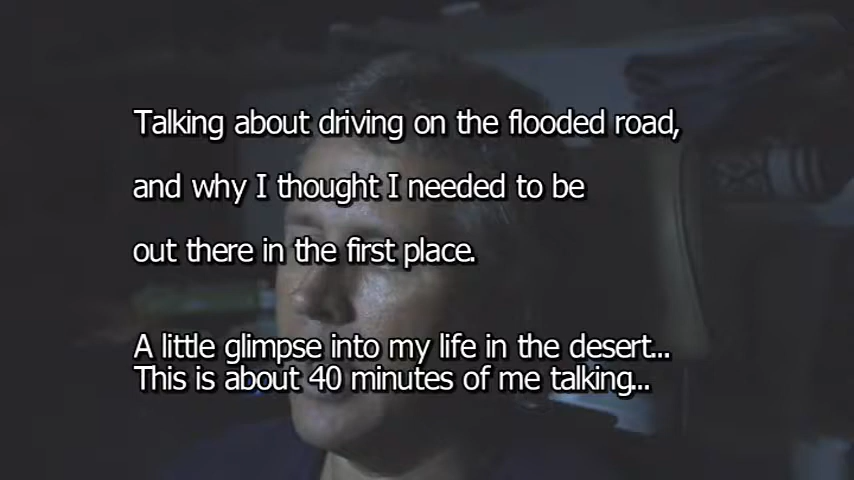 Talking about driving on the flooded road,
and why I thought I needed to be
out there in the first place.
A little glimpse into my life in the desert...
This is about 40 minutes of me talking...